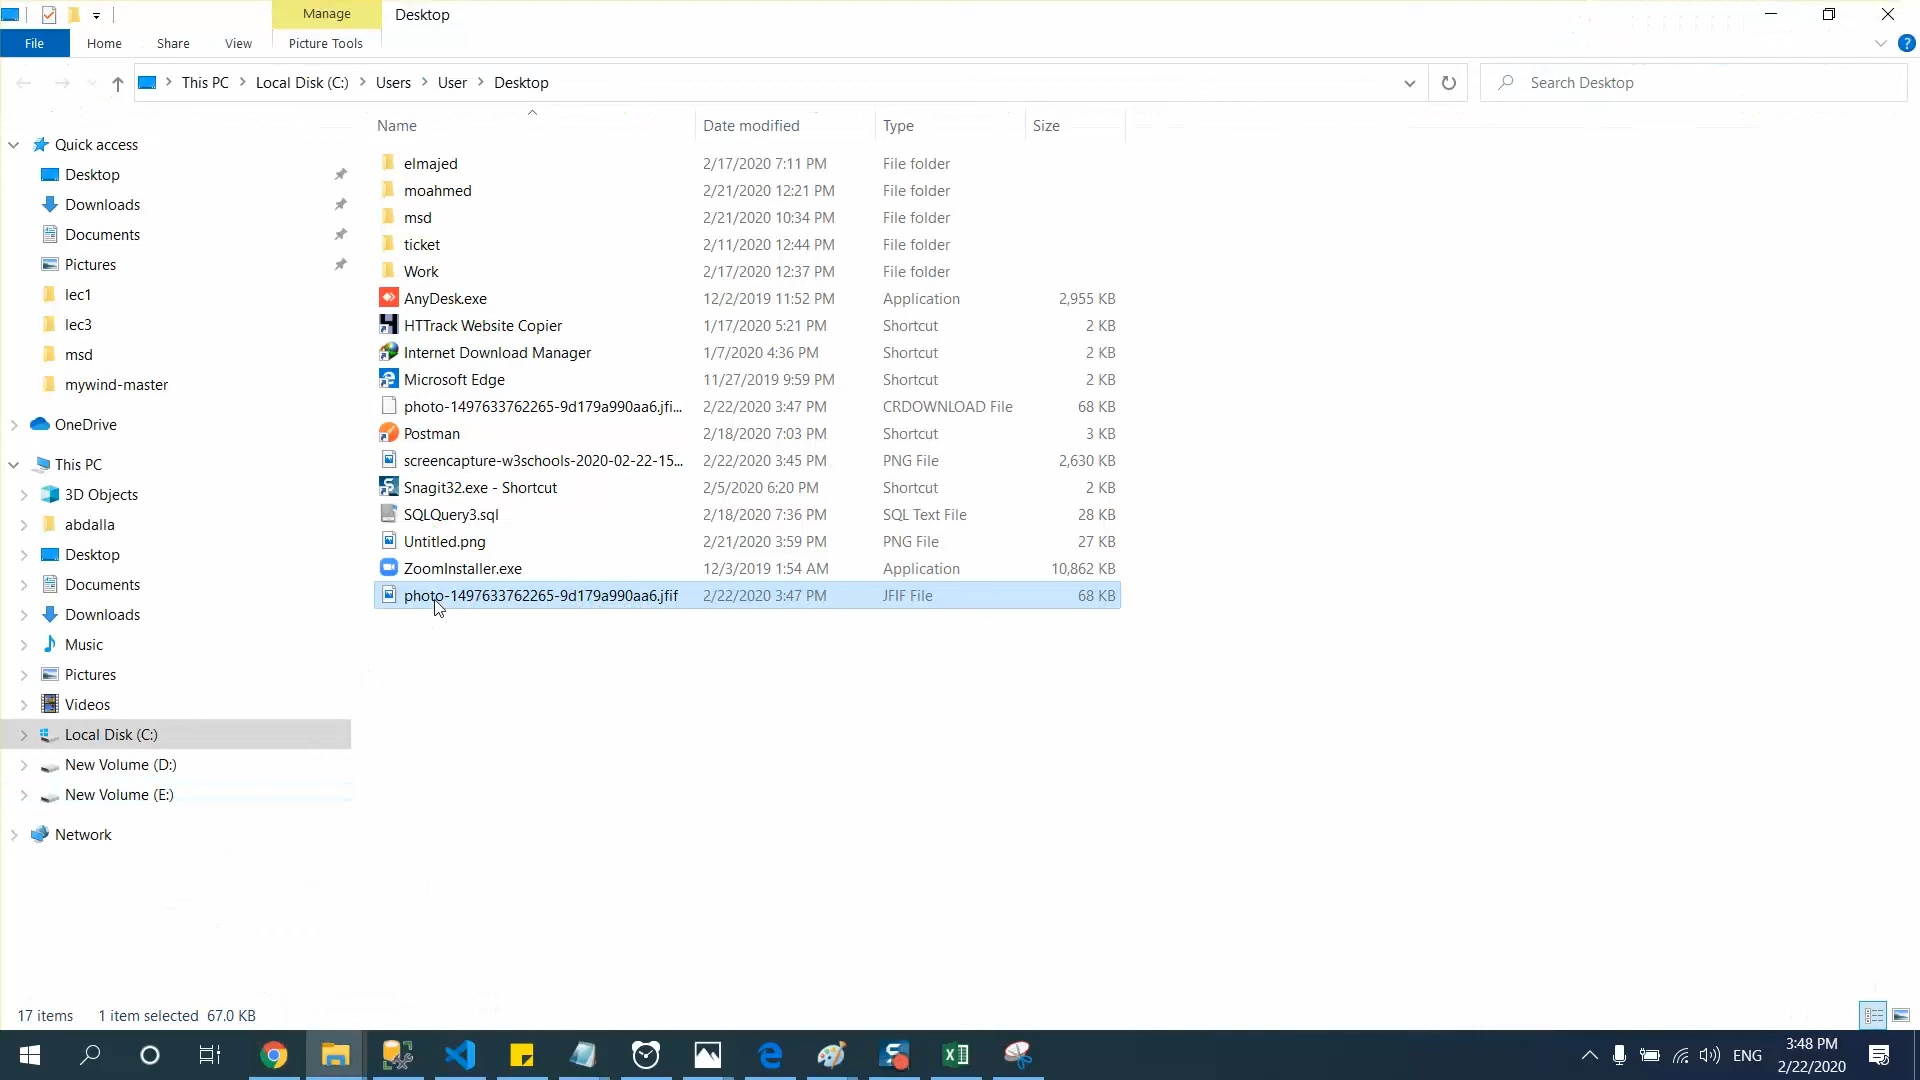 Manage
Desktop
File
Home
Share
View
Picture Tools
This PC
Local Disk (C:)
Users
User
Desktop
Search Desktop
Name
Date modified
Type
Size
Quick access
Desktop
Downloads
Documents
Pictures
lec1
lec3
msd
mywind-master
OneDrive
This PC
3D Objects
abdalla
Desktop
Documents
Downloads
Music
Pictures
Videos
Local Disk (C:)
New Volume (D:)
New Volume (E:)
Network
elmajed 2/17/2020 7:11 PM File folder
moahmed 2/21/2020 12:21 PM File folder
msd 2/21/2020 10:34 PM File folder
ticket 2/11/2020 12:44 PM File folder
Work 2/17/2020 12:37 PM File folder
AnyDesk.exe 12/2/2019 11:52 PM Application 2,955 KB
HTTrack Website Copier 1/17/2020 5:21 PM Shortcut 2 KB
Internet Download Manager 1/7/2020 4:36 PM Shortcut 2 KB
Microsoft Edge 11/27/2019 9:59 PM Shortcut 2 KB
photo-1497633762265-9d179a990aa6.jfi... 2/22/2020 3:47 PM CRDOWNLOAD File 68 KB
Postman 2/18/2020 7:03 PM Shortcut 3 KB
screencapture-w3schools-2020-02-22-15... 2/22/2020 3:45 PM PNG File 2,630 KB
Snagit32.exe - Shortcut 2/5/2020 6:20 PM Shortcut 2 KB
SQLQuery3.sql 2/18/2020 7:36 PM SQL Text File 28 KB
Untitled.png 2/21/2020 3:59 PM PNG File 27 KB
ZoomInstaller.exe 12/3/2019 1:54 AM Application 10,862 KB
photo-1497633762265-9d179a990aa6.jfif 2/22/2020 3:47 PM JFIF File 68 KB
17 items 1 item selected 67.0 KB
ENG
3:48 PM
2/22/2020